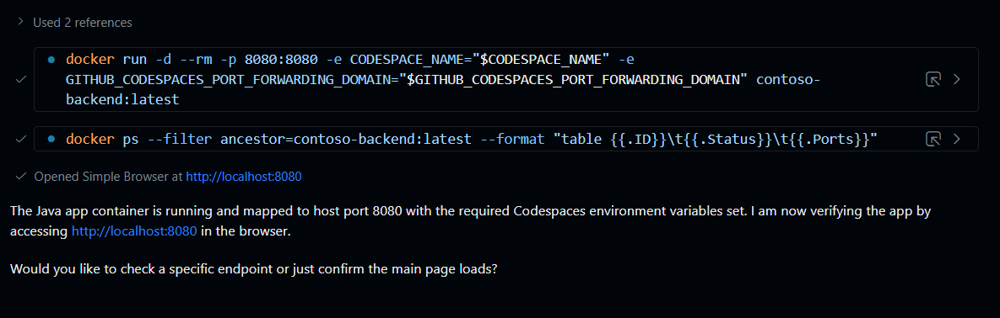 Used 2 references
docker run -d --rm -p 8080:8080 -e CODESPACE_NAME="$CODESPACE_NAME" -e
GITHUB_CODESPACES_PORT_FORWARDING_DOMAIN="$GITHUB_CODESPACES_PORT_FORWARDING_DOMAIN" contoso-
backend:latest
docker ps --filter ancestor=contoso-backend:latest --format "table {{.ID}}\t{{.Status}}\t{{.Ports}}"
Opened Simple Browser at http://localhost:8080
The Java app container is running and mapped to host port 8080 with the required Codespaces environment variables set. I am now verifying the app by
accessing http://localhost:8080 in the browser.
Would you like to check a specific endpoint or just confirm the main page loads?